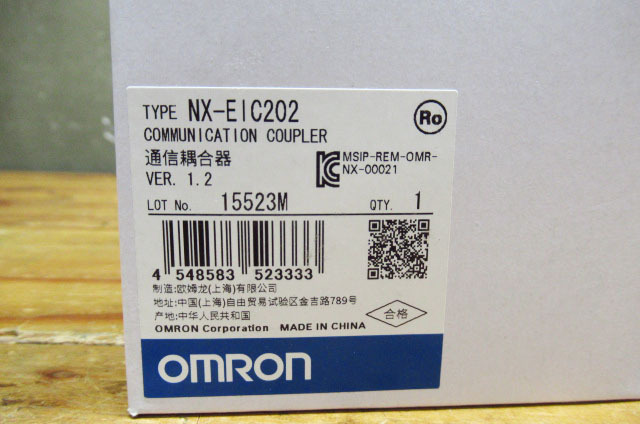 TYPE NX-EIC202
Ro
COMMUNICATION COUPLER
通信耦合器
MSIP-REM-OMR-
NX-00021
VER. 1.2
LOT No. 15523M QTY. 1
4 548583 523333
制造:欧姆龙(上海)有限公司
地址:中国(上海)自由贸易试验区金吉路789号
产地:中华人民共和国
合格
OMRON Corporation MADE IN CHINA
OMRON